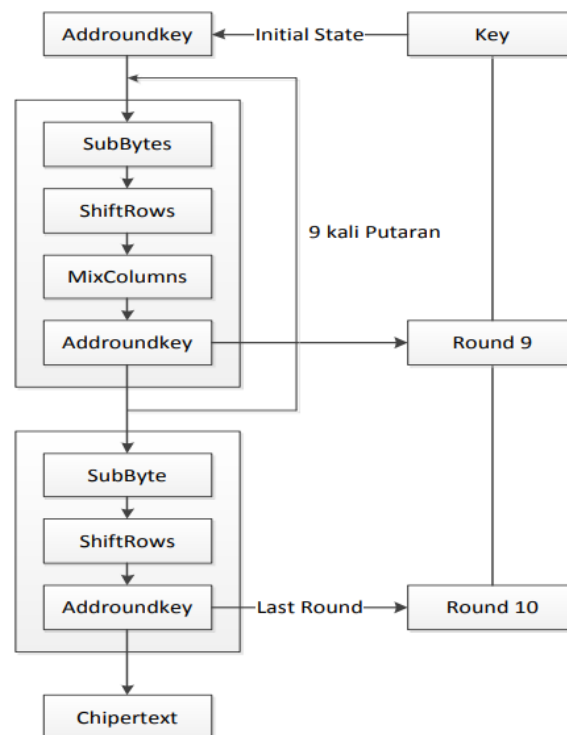 Addroundkey
Initial State
Key
SubBytes
ShiftRows
9 kali Putaran
MixColumns
Addroundkey
Round 9
SubByte
ShiftRows
Addroundkey
Last Round
Round 10
Chipertext